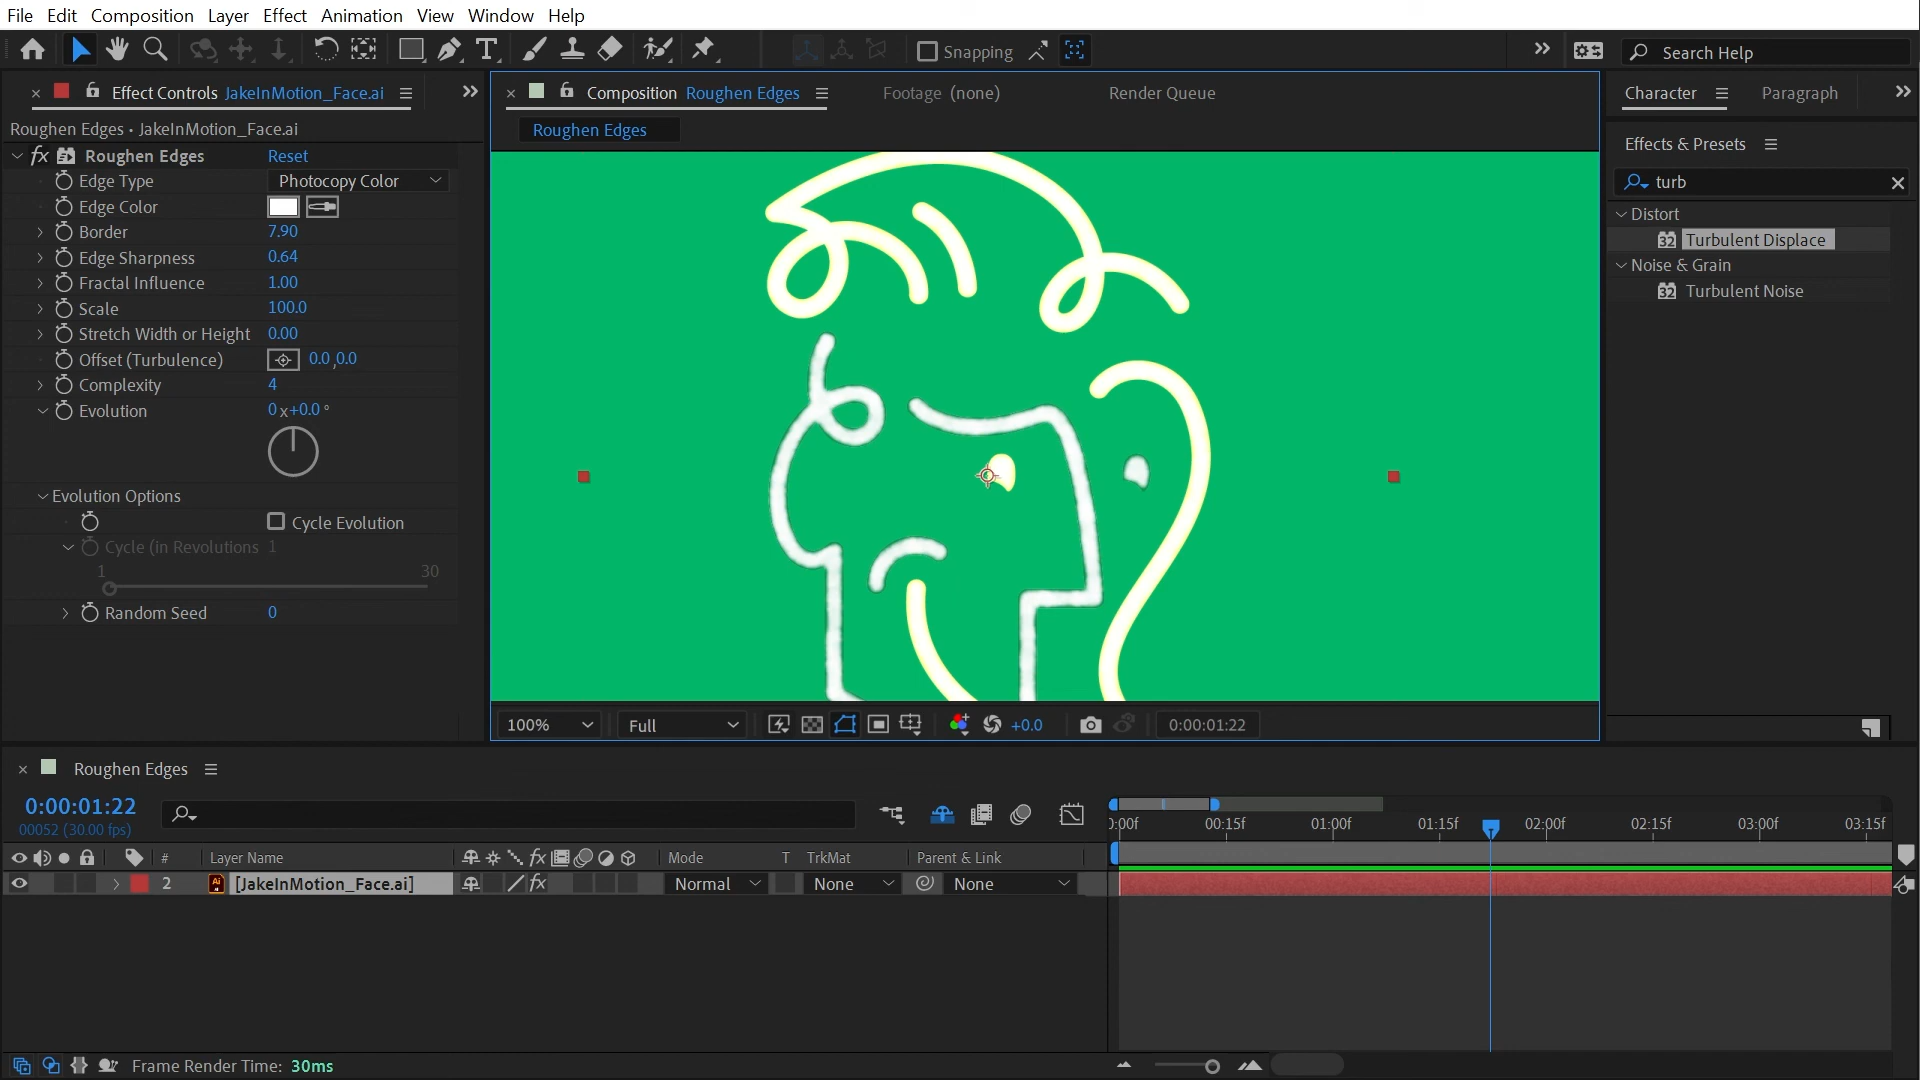 File Edit Composition Layer Effect Animation View Window Help
Snapping
Search Help
Effect Controls JakeInMotion_Face.ai
Roughen Edges • JakeInMotion_Face.ai
fx Roughen Edges Reset
Edge Type Photocopy Color
Edge Color
Border 7.90
Edge Sharpness 0.64
Fractal Influence 1.00
Scale 100.0
Stretch Width or Height 0.00
Offset (Turbulence) 0.0,0.0
Complexity 4
Evolution 0x+0.0°
Evolution Options
Cycle Evolution
Cycle (in Revolutions 1
1 30
Random Seed 0
Composition Roughen Edges Footage (none) Render Queue
Roughen Edges
100% Full +0.0 0:00:01:22
Character Paragraph
Effects & Presets
turb
Distort
32 Turbulent Displace
Noise & Grain
32 Turbulent Noise
Roughen Edges
0:00:01:22
00052 (30.00 fps)
0:00f 00:15f 01:00f 01:15f 02:00f 02:15f 03:00f 03:15f
# Layer Name fx Mode T TrkMat Parent & Link
2 Ai [JakeInMotion_Face.ai] fx Normal None None
Frame Render Time: 30ms